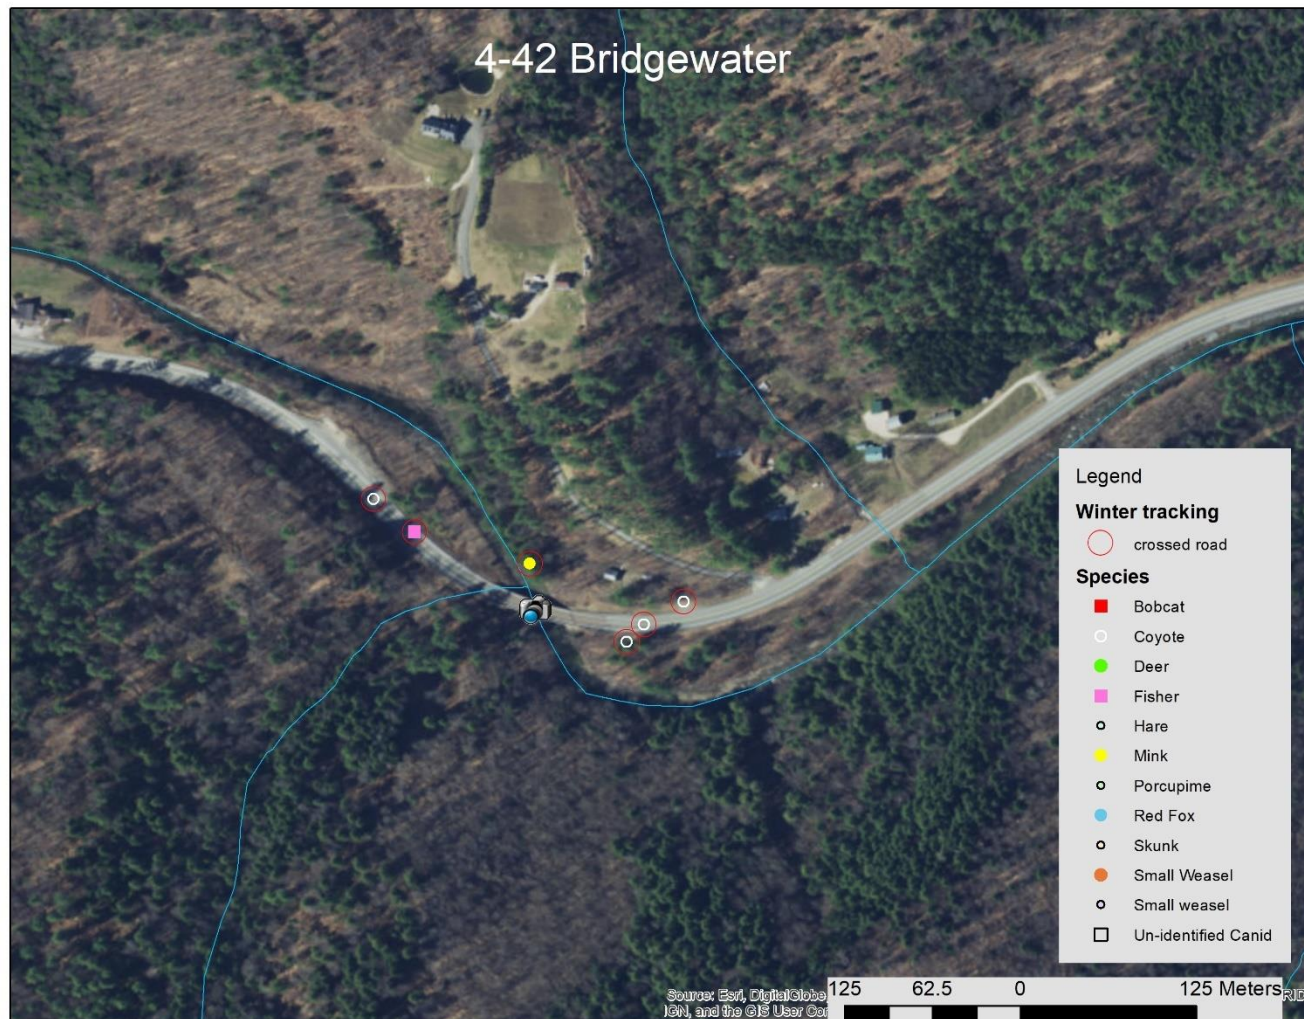 4-42 Bridgewater
Legend
Winter tracking
crossed road
Species
Bobcat
Coyote
Deer
Fisher
Hare
Mink
Porcupime
Red Fox
Skunk
Small Weasel
Small weasel
Un-identified Canid
125 62.5 0 125 Meters
Source: Esri, DigitalGlobe,
IGN, and the GIS User